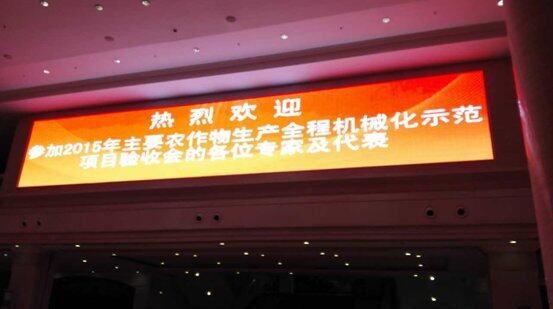 热烈欢迎
参加2015年主要农作物生产全程机械化示范
项目验收会的各位专家及代表